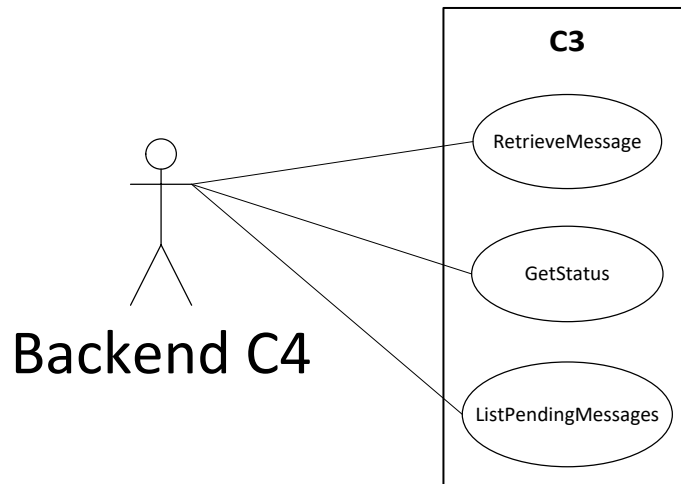 C3
RetrieveMessage
GetStatus
Backend C4
ListPendingMessages